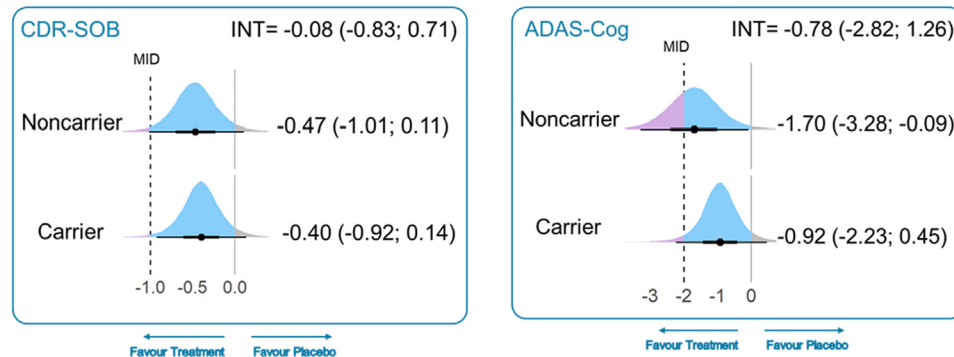 CDR-SOB INT= -0.08 (-0.83; 0.71)
MID
Noncarrier -0.47 (-1.01; 0.11)
Carrier -0.40 (-0.92; 0.14)
-1.0 -0.5 0.0
Favour Treatment Favour Placebo
ADAS-Cog INT= -0.78 (-2.82; 1.26)
MID
Noncarrier -1.70 (-3.28; -0.09)
Carrier -0.92 (-2.23; 0.45)
-3 -2 -1 0
Favour Treatment Favour Placebo